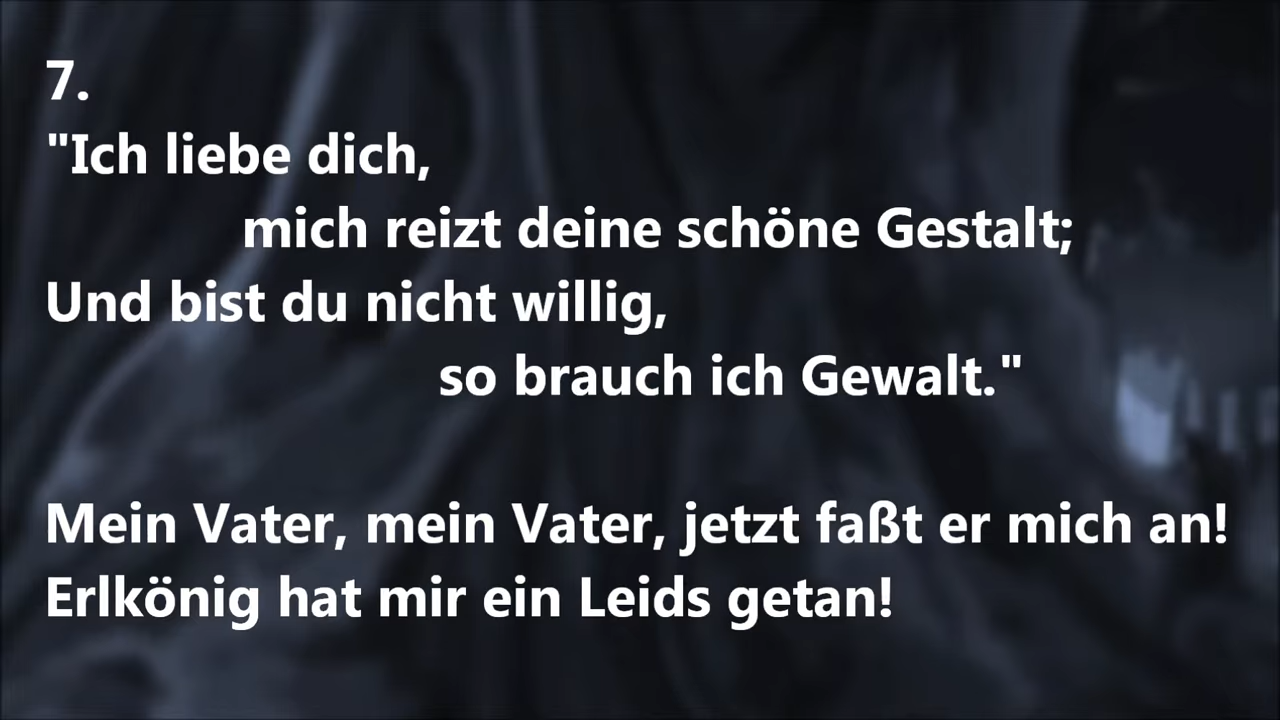 7.
"Ich liebe dich,
mich reizt deine schöne Gestalt;
Und bist du nicht willig,
so brauch ich Gewalt."
Mein Vater, mein Vater, jetzt faßt er mich an!
Erlkönig hat mir ein Leids getan!